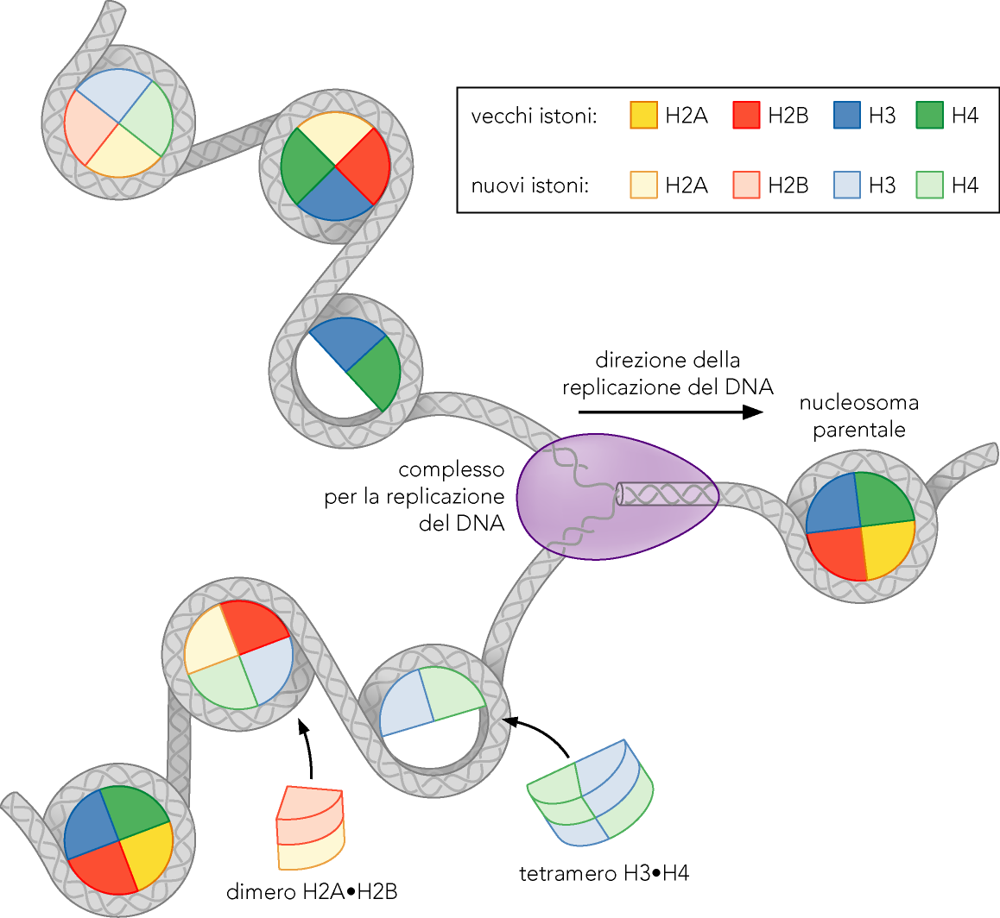 vecchi istoni: H2A H2B H3 H4
nuovi istoni: H2A H2B H3 H4
direzione della
replicazione del DNA
nucleosoma
parentale
complesso
per la replicazione
del DNA
tetramero H3•H4
dimero H2A•H2B